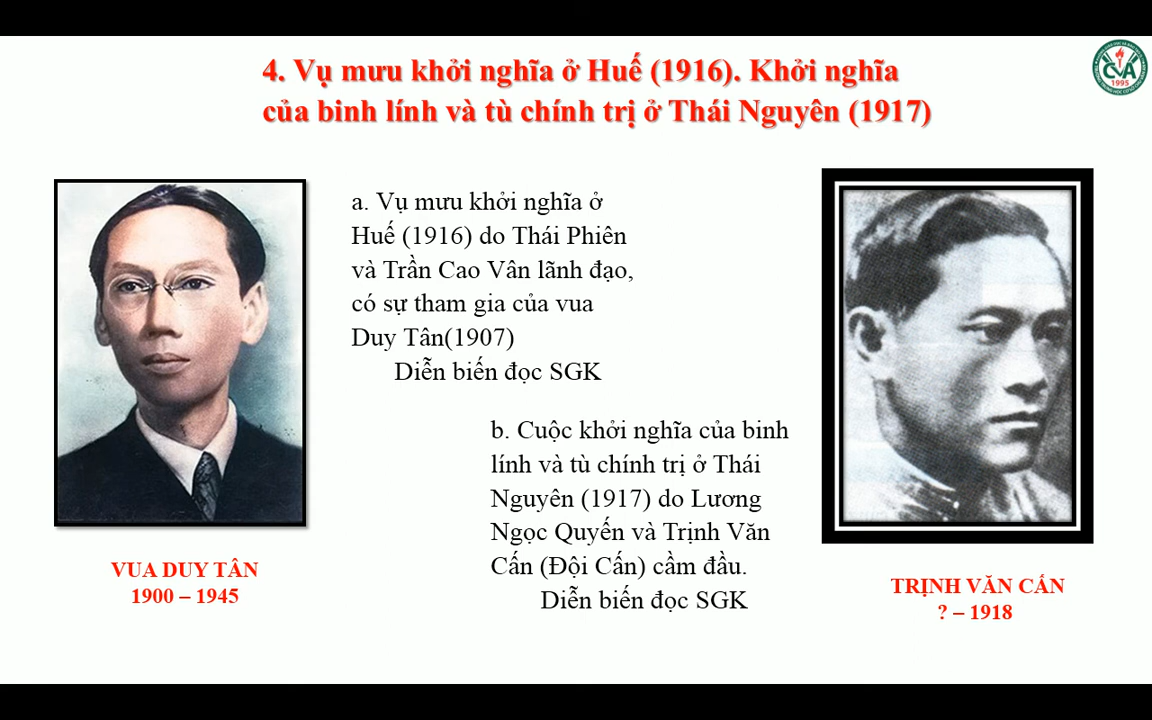 4. Vụ mưu khởi nghĩa ở Huế (1916). Khởi nghĩa
của binh lính và tù chính trị ở Thái Nguyên (1917)
CVA
1995
a. Vụ mưu khởi nghĩa ở
Huế (1916) do Thái Phiên
và Trần Cao Vân lãnh đạo,
có sự tham gia của vua
Duy Tân(1907)
Diễn biến đọc SGK
b. Cuộc khởi nghĩa của binh
lính và tù chính trị ở Thái
Nguyên (1917) do Lương
Ngọc Quyến và Trịnh Văn
Cấn (Đội Cấn) cầm đầu.
Diễn biến đọc SGK
VUA DUY TÂN
1900 – 1945
TRỊNH VĂN CẤN
? – 1918